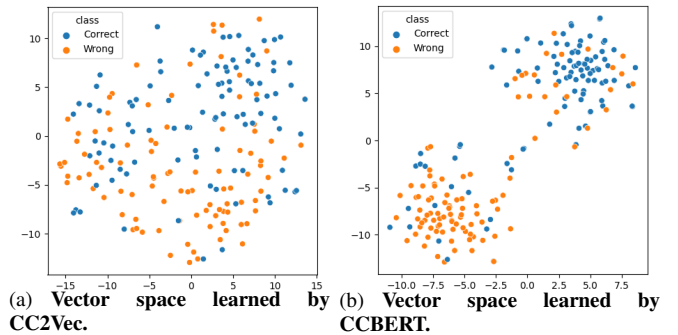 class
Correct
Wrong
10
5
0
−5
−10
−15
−10
−5
0
5
10
15
(a) Vector space learned by
CC2Vec.
class
Correct
Wrong
10
5
0
−5
−10
−10.0
−7.5
−5.0
−2.5
0.0
2.5
5.0
7.5
(b) Vector space learned by
CCBERT.